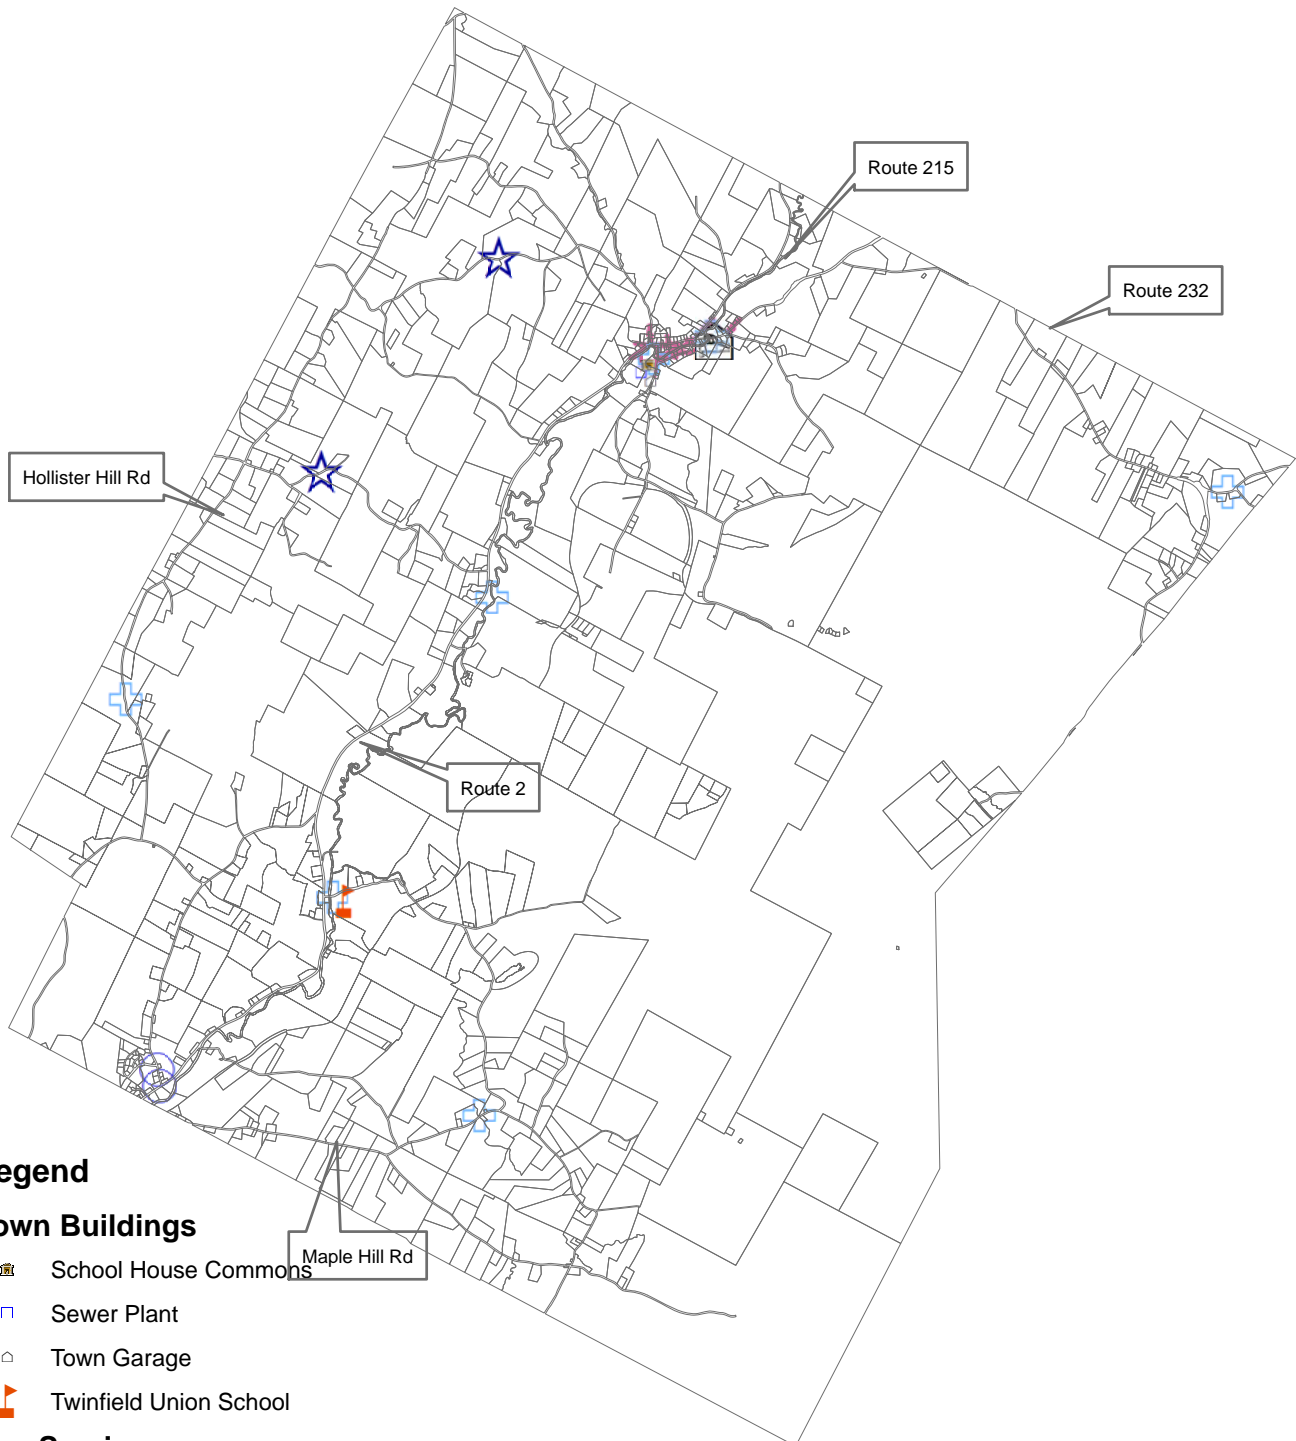 Route 215
Route 232
Hollister Hill Rd
Route 2
egend
own Buildings
Maple Hill Rd
School House Commons
Sewer Plant
Town Garage
Twinfield Union School